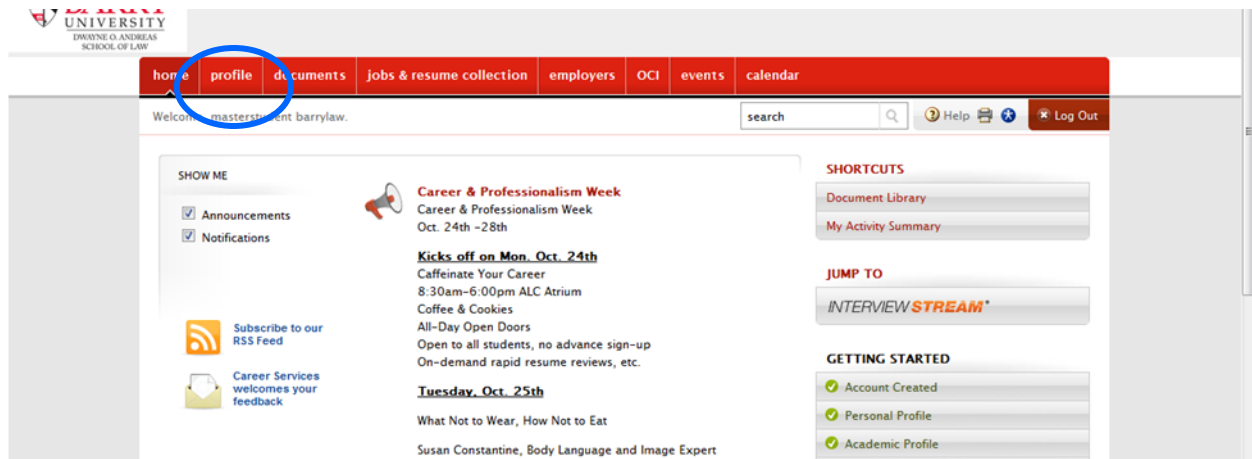 BARRY
UNIVERSITY
DWAYNE O. ANDREAS
SCHOOL OF LAW
home profile documents jobs & resume collection employers OCI events calendar
Welcome masterstudent barrylaw.
search
Help
Log Out
SHOW ME
Announcements
Notifications
Subscribe to our
RSS Feed
Career Services
welcomes your
feedback
Career & Professionalism Week
Career & Professionalism Week
Oct. 24th -28th
Kicks off on Mon. Oct. 24th
Caffeinate Your Career
8:30am-6:00pm ALC Atrium
Coffee & Cookies
All-Day Open Doors
Open to all students, no advance sign-up
On-demand rapid resume reviews, etc.
Tuesday, Oct. 25th
What Not to Wear, How Not to Eat
Susan Constantine, Body Language and Image Expert
SHORTCUTS
Document Library
My Activity Summary
JUMP TO
INTERVIEWSTREAM
GETTING STARTED
Account Created
Personal Profile
Academic Profile